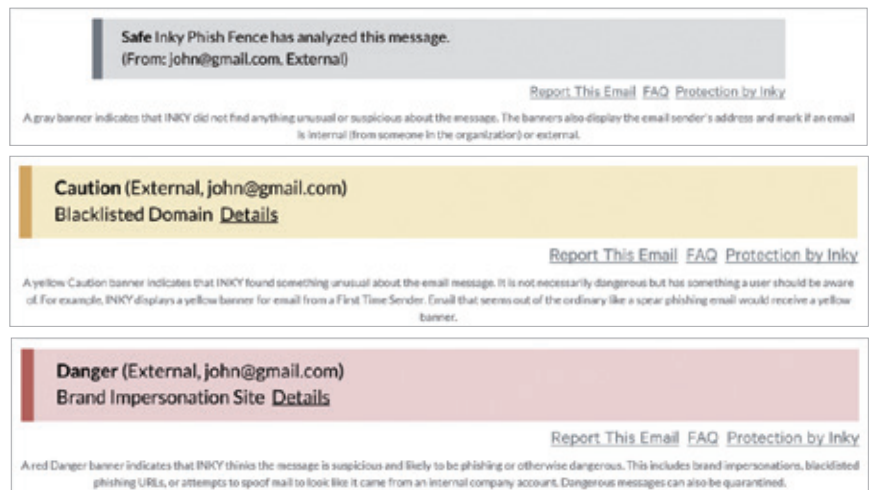 Safe Inky Phish Fence has analyzed this message.
(From: john@gmail.com, External)
Report This Email FAQ Protection by Inky
A gray banner indicates that INKY did not find anything unusual or suspicious about the message. The banners also display the email sender's address and mark if an email
is internal (from someone in the organization) or external.
Caution (External, john@gmail.com)
Blacklisted Domain Details
Report This Email FAQ Protection by Inky
A yellow Caution banner indicates that INKY found something unusual about the email message. It is not necessarily dangerous but has something a user should be aware
of. For example, INKY displays a yellow banner for email from a First Time Sender. Email that seems out of the ordinary like a spear phishing email would receive a yellow
banner.
Danger (External, john@gmail.com)
Brand Impersonation Site Details
Report This Email FAQ Protection by Inky
A red Danger banner indicates that INKY thinks the message is suspicious and likely to be phishing or otherwise dangerous. This includes brand impersonations, blacklisted
phishing URLs, or attempts to spoof mail to look like it came from an internal company account. Dangerous messages can also be quarantined.